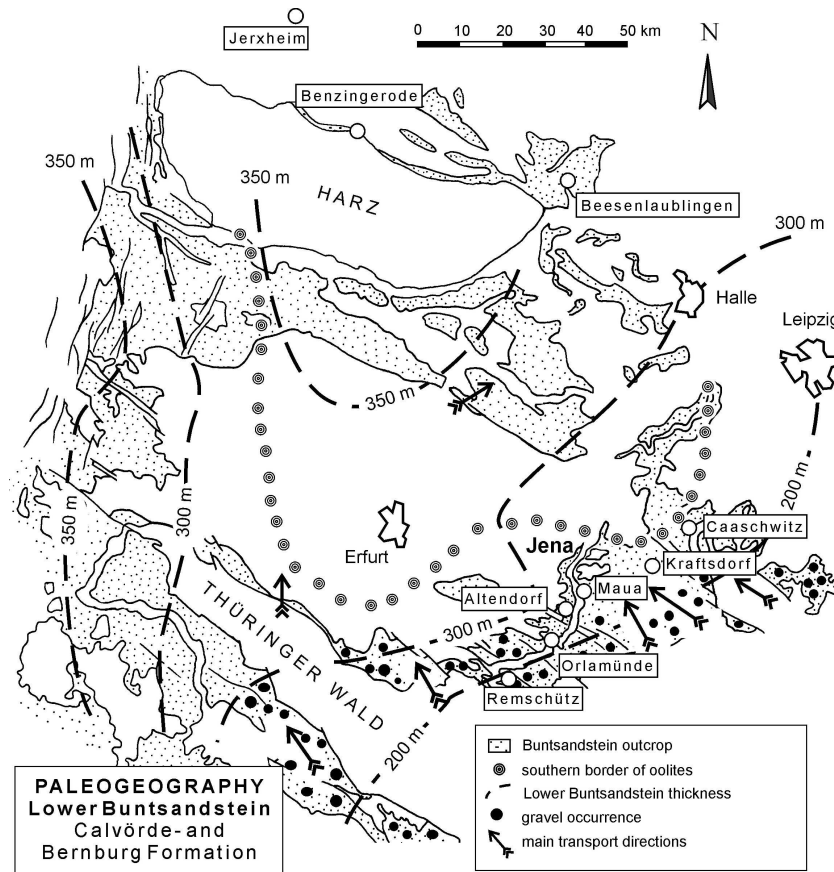 Jerxheim
0 10 20 30 40 50 km
N
Benzingerode
350 m
350 m
HARZ
Beesenlaublingen
300 m
Halle
Leipzig
350 m
200 m
350 m
300 m
Erfurt
Jena
Caaschwitz
Kraftsdorf
Maua
Altendorf
300 m
Orlamünde
Remschütz
THÜRINGER WALD
200 m
PALEOGEOGRAPHY
Lower Buntsandstein
Calvörde- and
Bernburg Formation
Buntsandstein outcrop
southern border of oolites
Lower Buntsandstein thickness
gravel occurrence
main transport directions